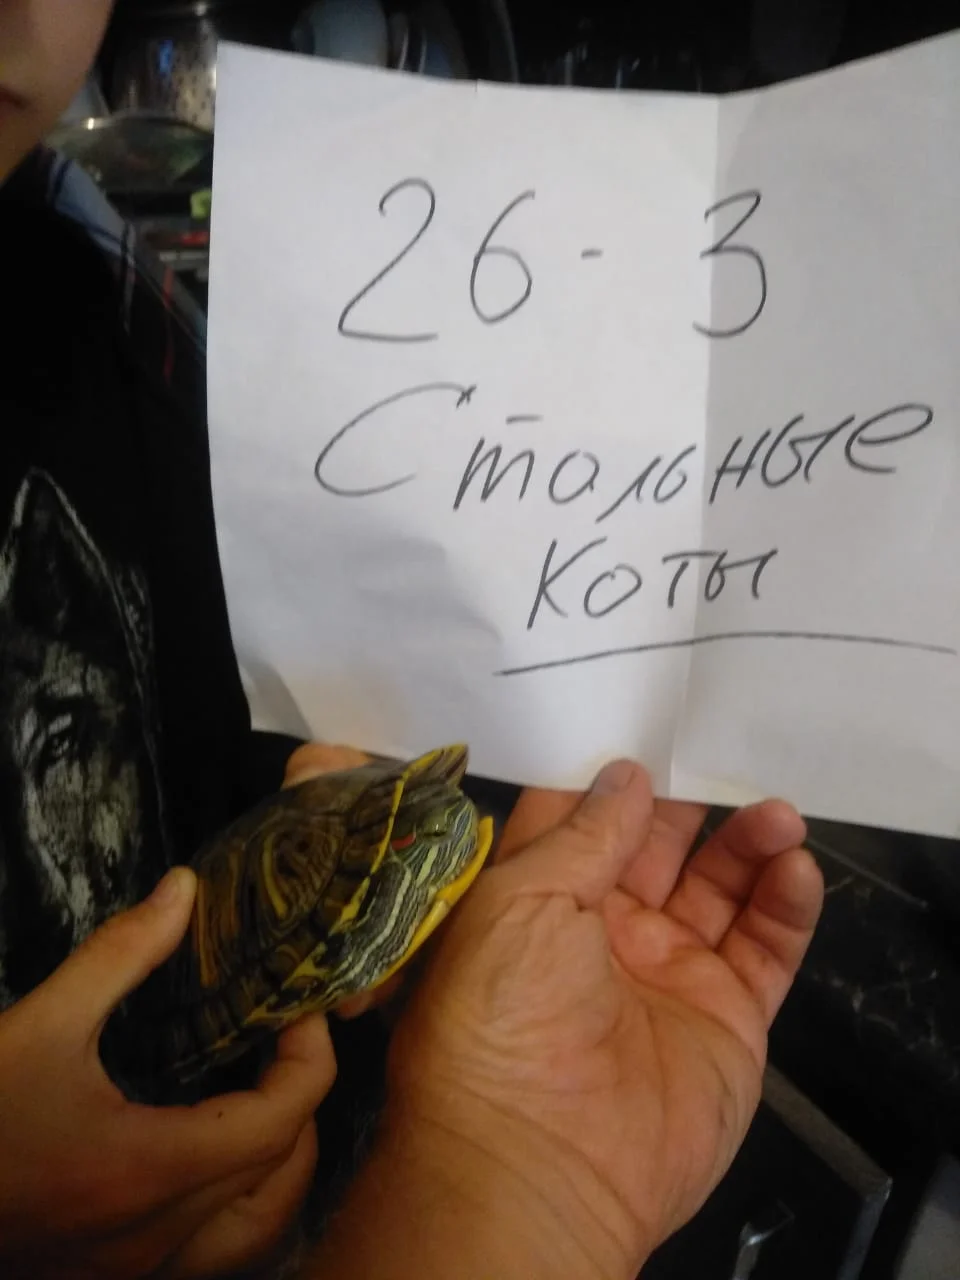 26- 3
Стальные
коты